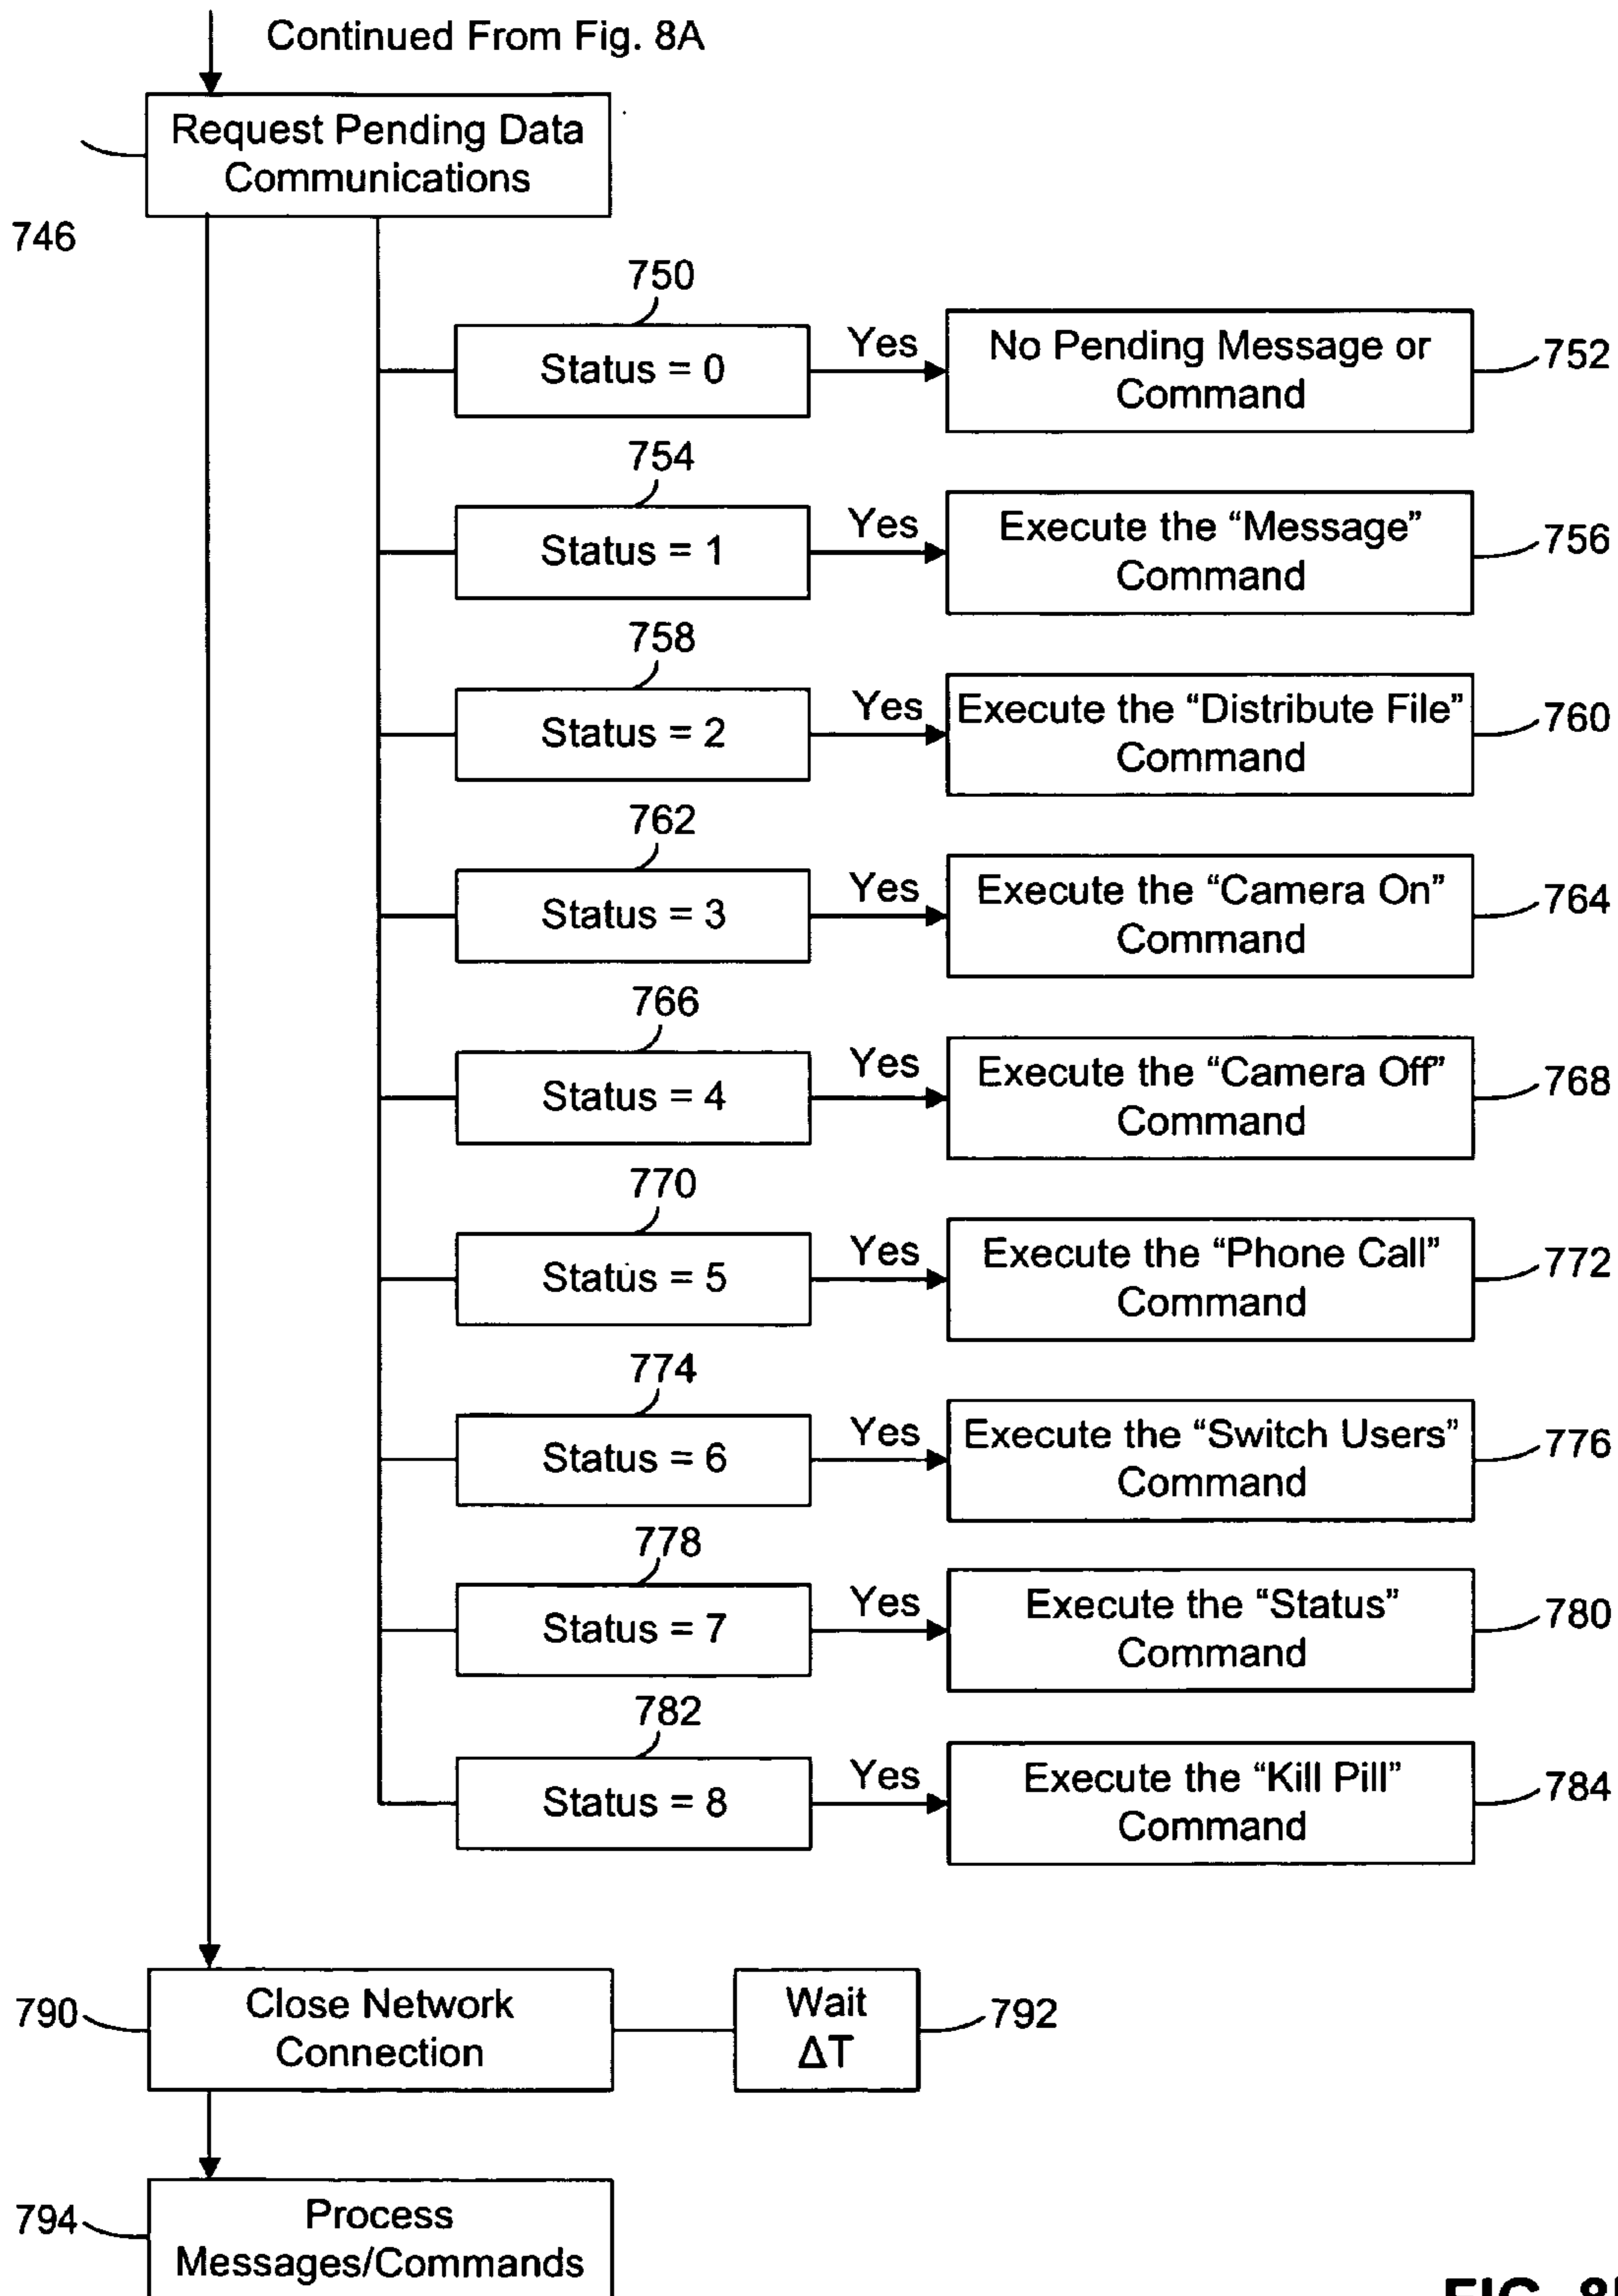 Continued From Fig. 8A
Request Pending Data
Communications
746
750
Status = 0
Yes
No Pending Message or
Command
752
754
Status = 1
Yes
Execute the “Message”
Command
756
758
Status = 2
Yes
Execute the “Distribute File”
Command
760
762
Status = 3
Yes
Execute the “Camera On”
Command
764
766
Status = 4
Yes
Execute the “Camera Off”
Command
768
770
Status = 5
Yes
Execute the “Phone Call”
Command
772
774
Status = 6
Yes
Execute the “Switch Users”
Command
776
778
Status = 7
Yes
Execute the “Status”
Command
780
782
Status = 8
Yes
Execute the “Kill Pill”
Command
784
790
Close Network
Connection
Wait
ΔT
792
794
Process
Messages/Commands
FIG.